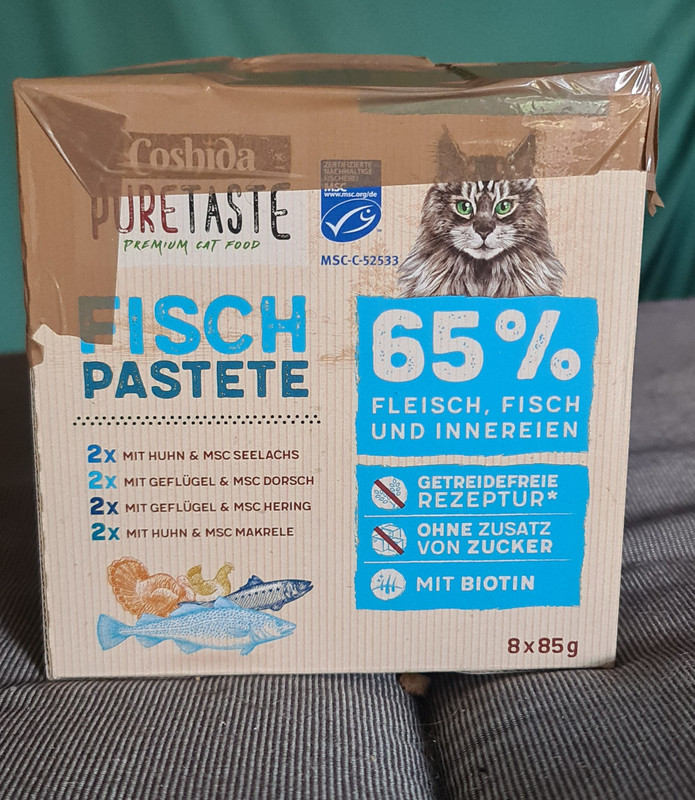 Coshida
PURETASTE
PREMIUM CAT FOOD
ZERTIFIZIERTE
NACHHALTIGE
FISCHEREI
MSC
www.msc.org/de
™
MSC-C-52533
FISCH
PASTETE
65%
FLEISCH, FISCH
UND INNEREIEN
2x MIT HUHN & MSC SEELACHS
2x MIT GEFLÜGEL & MSC DORSCH
2x MIT GEFLÜGEL & MSC HERING
2x MIT HUHN & MSC MAKRELE
GETREIDEFREIE
REZEPTUR*
OHNE ZUSATZ
VON ZUCKER
MIT BIOTIN
8x85g